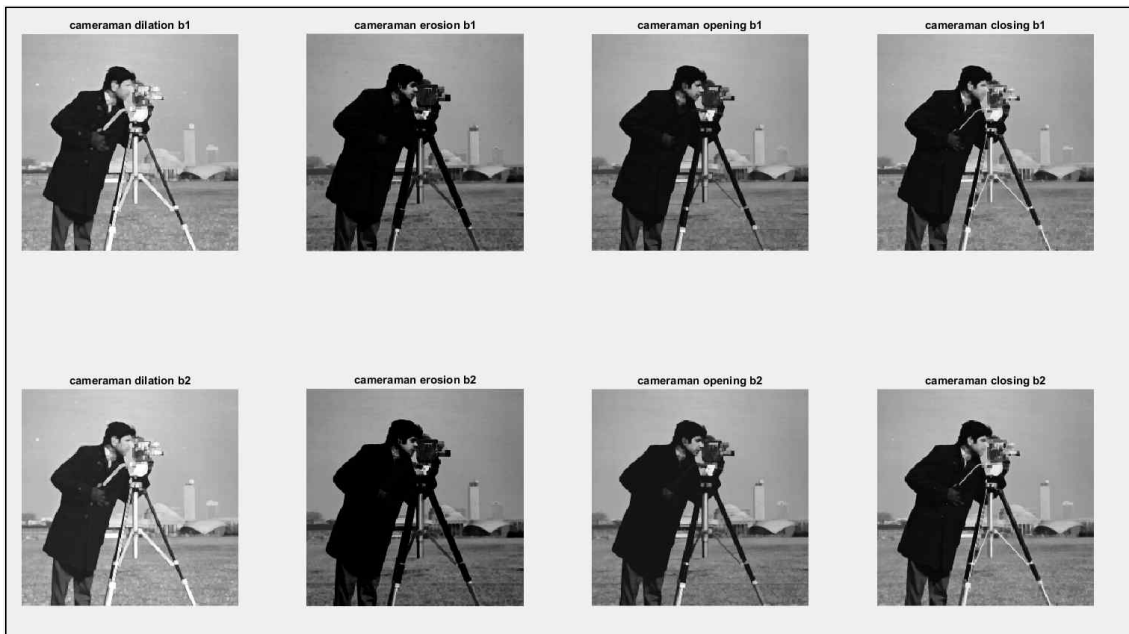 cameraman dilation b1
cameraman erosion b1
cameraman opening b1
cameraman closing b1
cameraman dilation b2
cameraman erosion b2
cameraman opening b2
cameraman closing b2